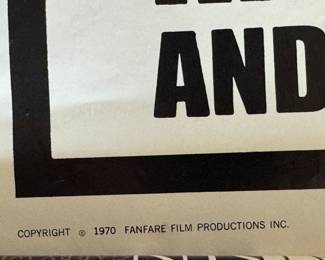 AND
COPYRIGHT © 1970 FANFARE FILM PRODUCTIONS INC.